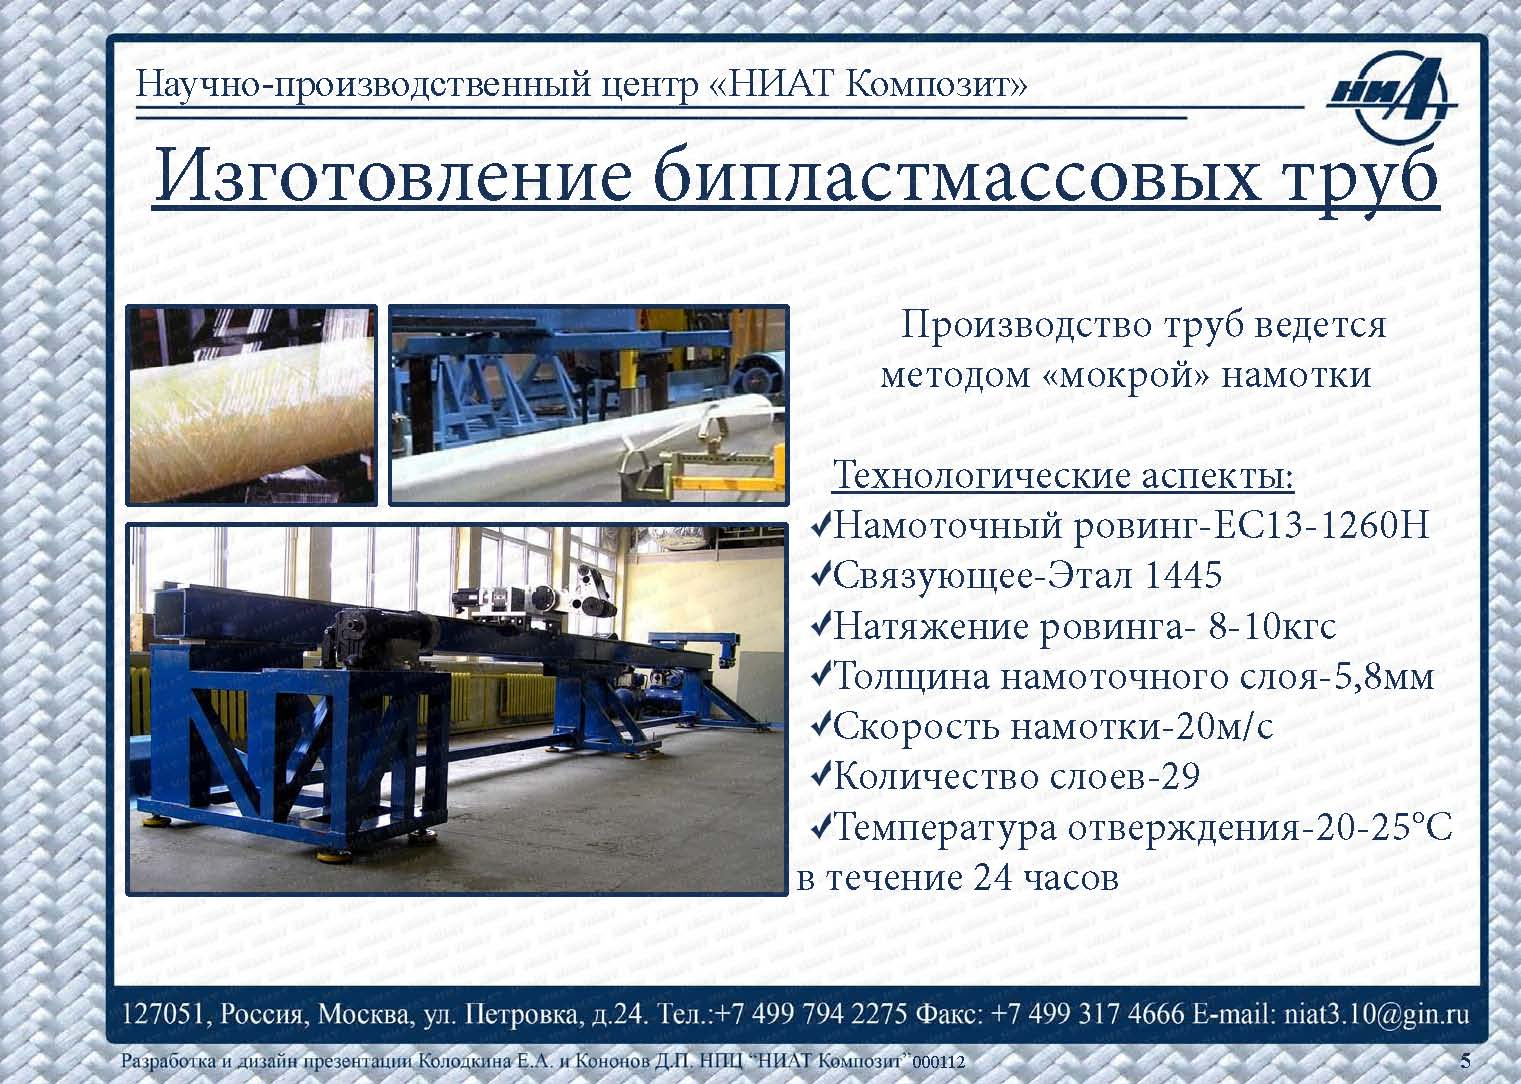 Научно-производственный центр «НИАТ Композит»
НИАТ
Изготовление бипластмассовых труб
Производство труб ведется
методом «мокрой» намотки
Технологические аспекты:
✓Намоточный ровинг-ЕС13-1260Н
✓Связующее-Этал 1445
✓Натяжение ровинга- 8-10кгс
✓Толщина намоточного слоя-5,8мм
✓Скорость намотки-20м/с
✓Количество слоев-29
✓Температура отверждения-20-25°С
в течение 24 часов
127051, Россия, Москва, ул. Петровка, д.24. Тел.:+7 499 794 2275 Факс: +7 499 317 4666 E-mail: niat3.10@gin.ru
Разработка и дизайн презентации Колодкина Е.А. и Кононов Д.П. НПЦ "НИАТ Композит"000112
5